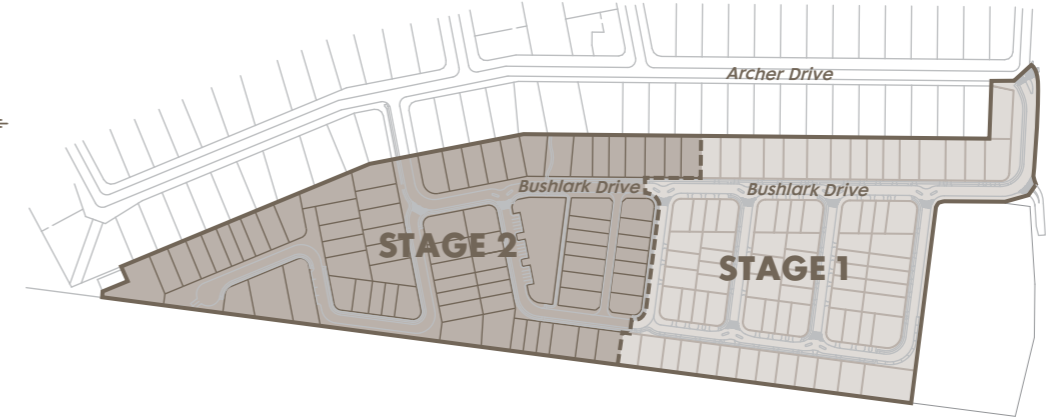 Archer Drive
Bushlark Drive
Bushlark Drive
STAGE 2
STAGE 1